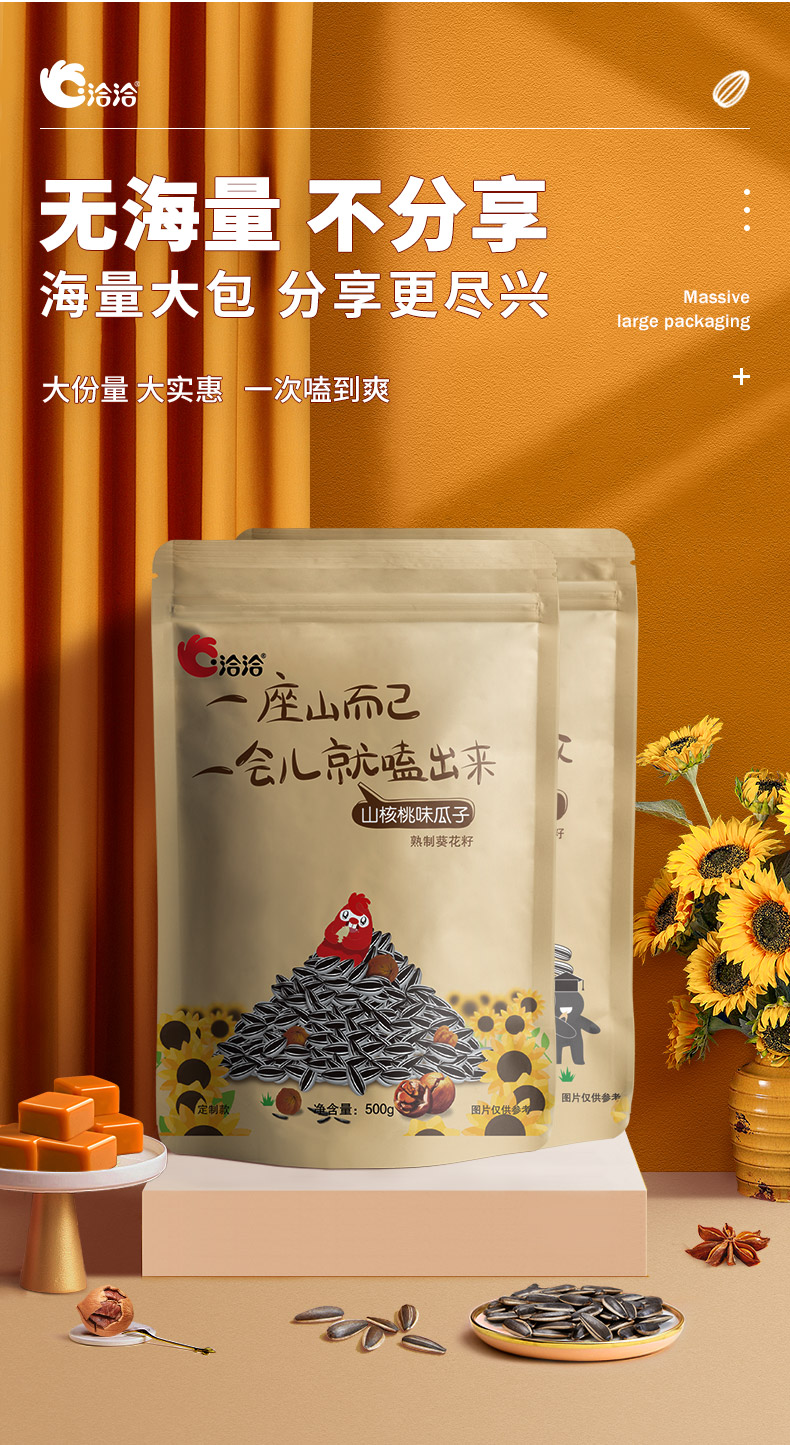 洽洽®
无海量 不分享
海量大包 分享更尽兴
Massive
large packaging
大份量 大实惠 一次嗑到爽
洽洽®
一座山而已
一会儿就嗑出来
山核桃味瓜子
熟制葵花籽
定制款
净含量：500g
图片仅供参考
籽
图片仅供参考